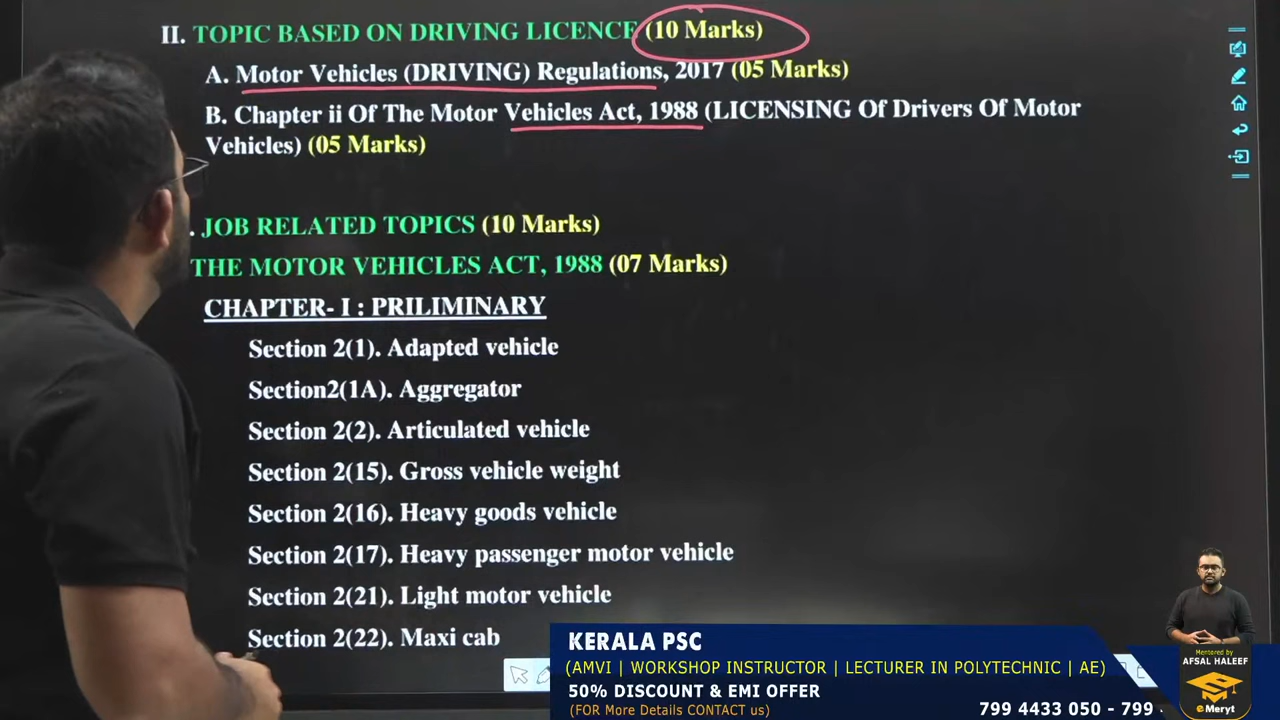 II. TOPIC BASED ON DRIVING LICENCE (10 Marks)
A. Motor Vehicles (DRIVING) Regulations, 2017 (05 Marks)
B. Chapter ii Of The Motor Vehicles Act, 1988 (LICENSING Of Drivers Of Motor
Vehicles) (05 Marks)
. JOB RELATED TOPICS (10 Marks)
THE MOTOR VEHICLES ACT, 1988 (07 Marks)
CHAPTER- I : PRILIMINARY
Section 2(1). Adapted vehicle
Section2(1A). Aggregator
Section 2(2). Articulated vehicle
Section 2(15). Gross vehicle weight
Section 2(16). Heavy goods vehicle
Section 2(17). Heavy passenger motor vehicle
Section 2(21). Light motor vehicle
Section 2(22). Maxi cab
KERALA PSC
(AMVI | WORKSHOP INSTRUCTOR | LECTURER IN POLYTECHNIC | AE)
50% DISCOUNT & EMI OFFER
(FOR More Details CONTACT us)
799 4433 050 - 799
Mentored by
AFSAL HALEEF
e Meryt